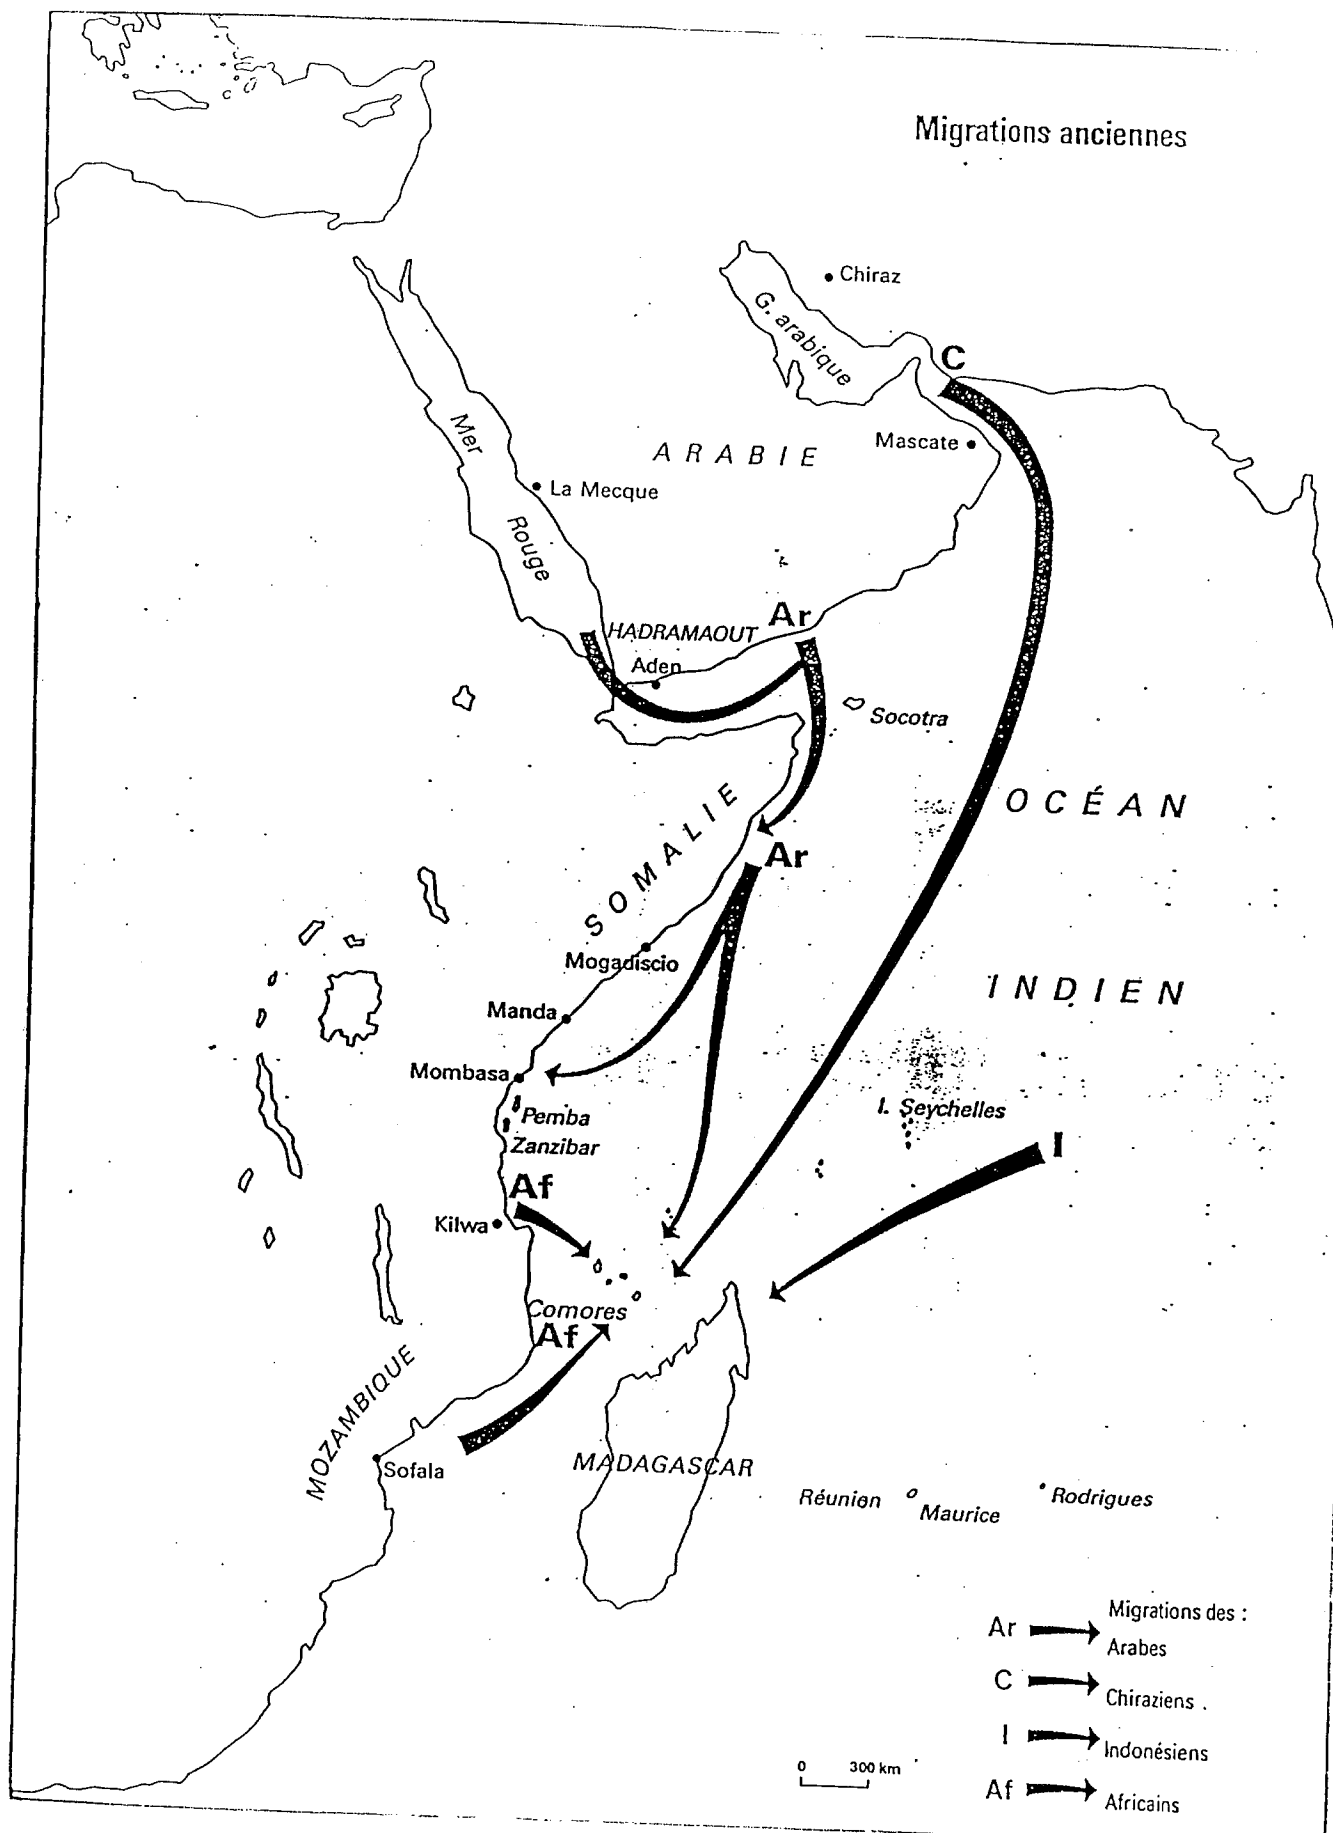 Migrations anciennes
Chiraz
G. arabique
C
Mer
Rouge
ARABIE
Mascate
La Mecque
Ar
HADRAMAOUT
Aden
Socotra
OCÉAN
SOMALIE
Ar
Mogadiscio
INDIEN
Manda
Mombasa
Pemba
I. Seychelles
Zanzibar
I
Af
Kilwa
Comores
Af
MOZAMBIQUE
Sofala
MADAGASCAR
Réunion
Maurice
Rodrigues
Migrations des :
Ar
Arabes
C
Chiraziens
I
Indonésiens
0 300 km
Af
Africains